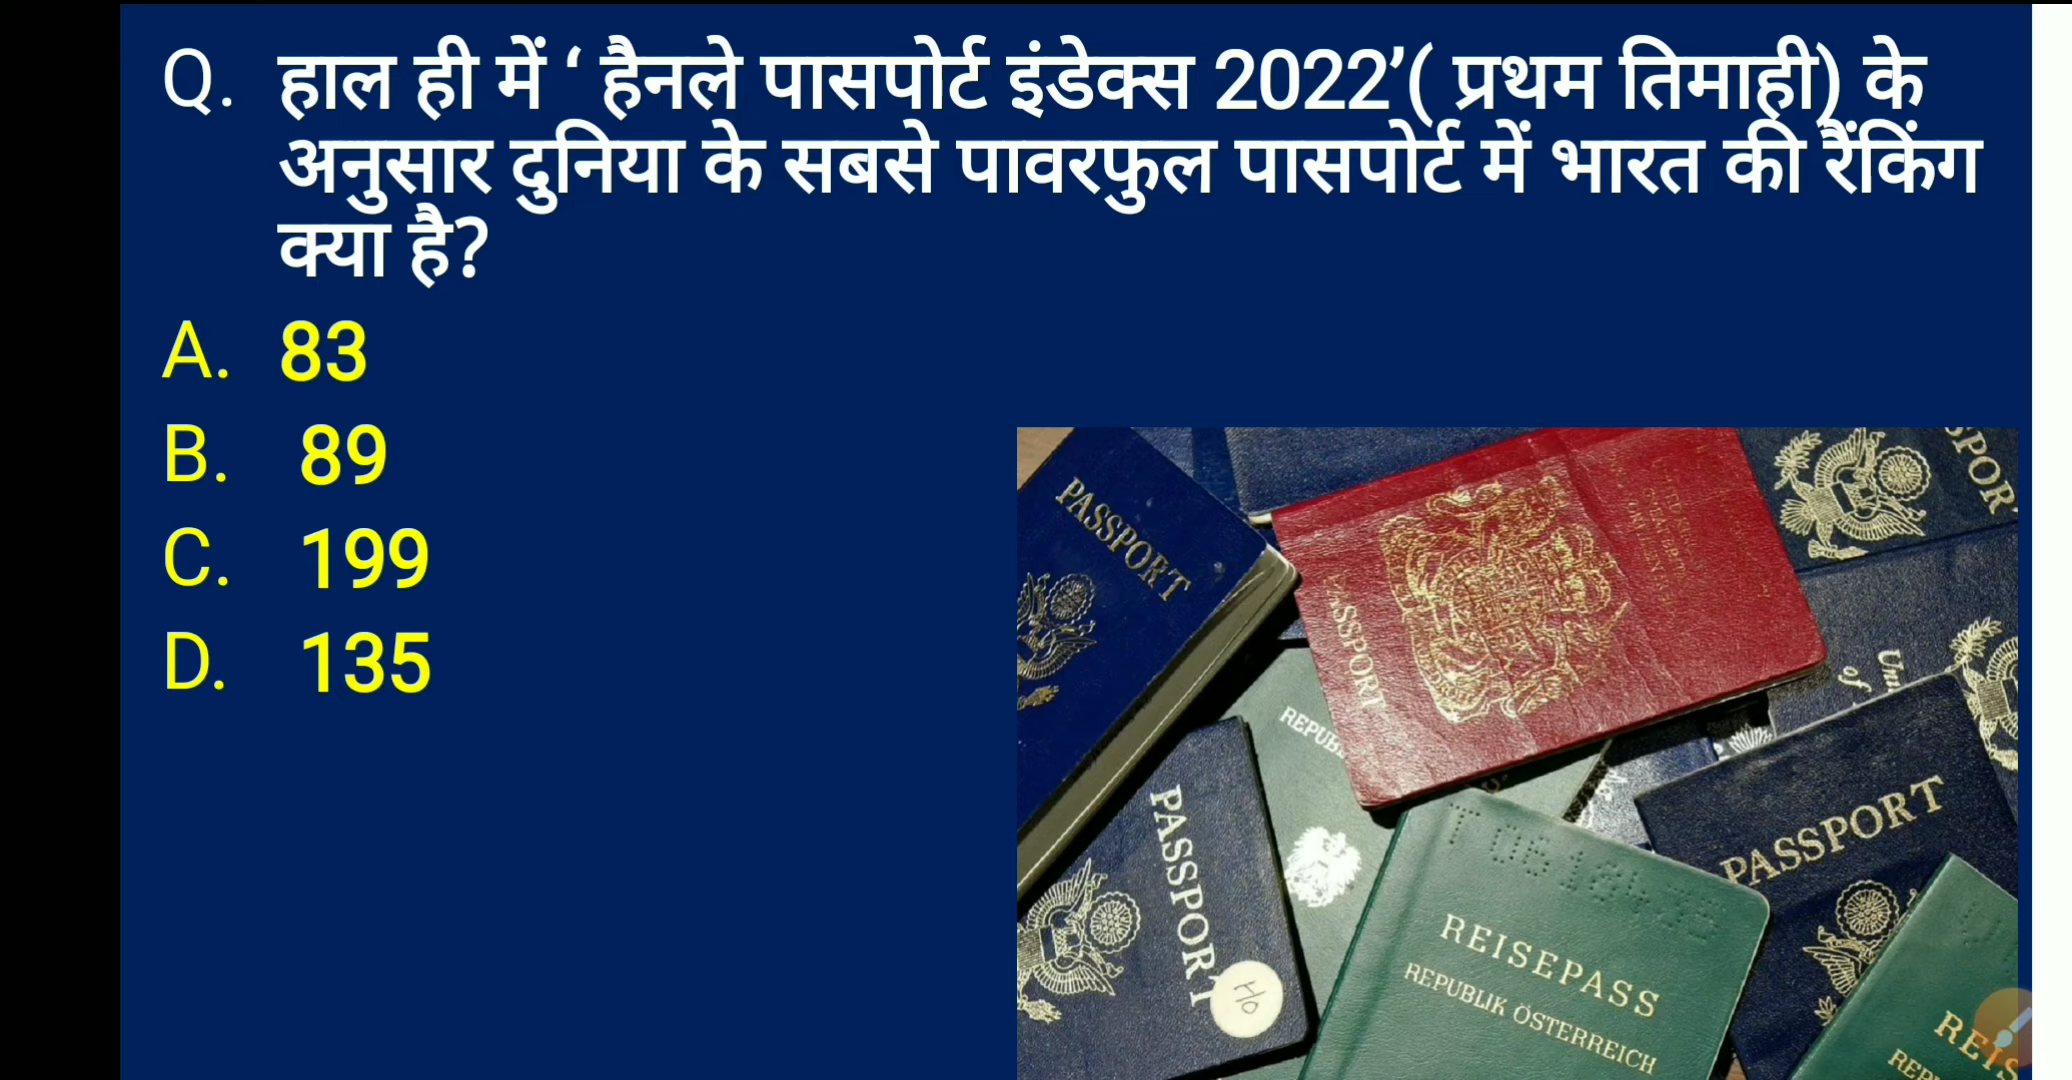 Q. हाल ही में ‘ हैनले पासपोर्ट इंडेक्स 2022’( प्रथम तिमाही) के
अनुसार दुनिया के सबसे पावरफुल पासपोर्ट में भारत की रैंकिंग
क्या है?
A. 83
B. 89
C. 199
D. 135
PASSPORT
PASSPORT
PASSPORT
PASSPORT
REISEPASS
REPUBLIK ÖSTERREICH
H/O
of